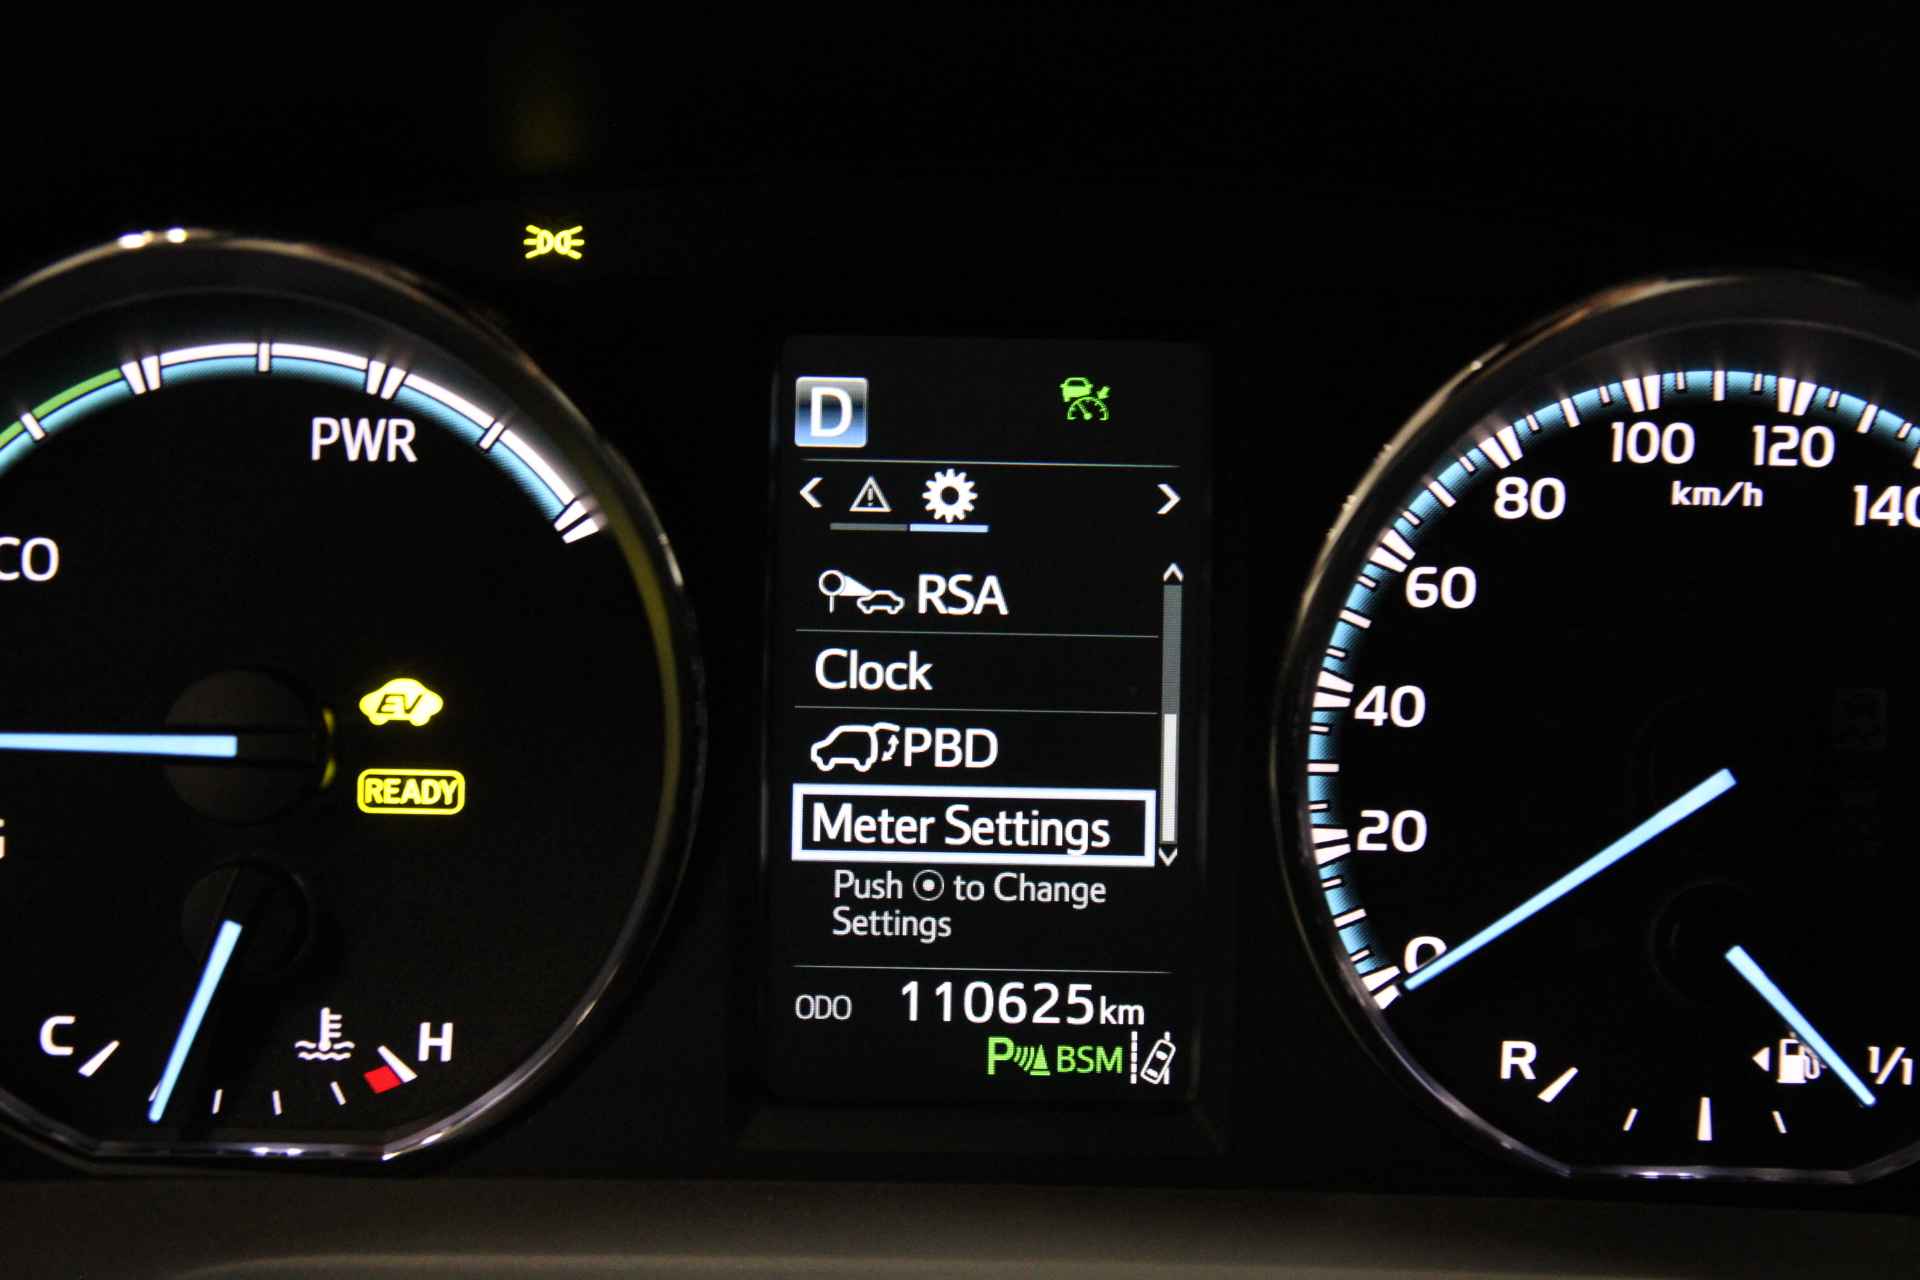 PWR
CO
EV
READY
C
H
D
RSA
Clock
PBD
Meter Settings
Push to Change
Settings
ODO 110625km
P BSM
0
20
40
60
80
100
120
140
km/h
R
1/1